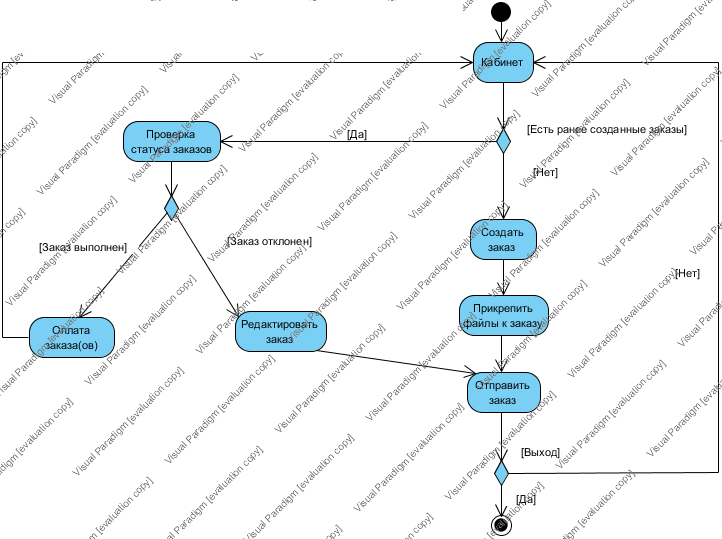 Кабинет
[Есть ранее созданные заказы]
Проверка
статуса заказов
[Да]
[Нет]
Создать
заказ
[Заказ выполнен]
[Заказ отклонен]
[Нет]
Прикрепить
файлы к заказу
Оплата
заказа(ов)
Редактировать
заказ
Отправить
заказ
[Выход]
[Да]
Visual Paradigm [evaluation copy]